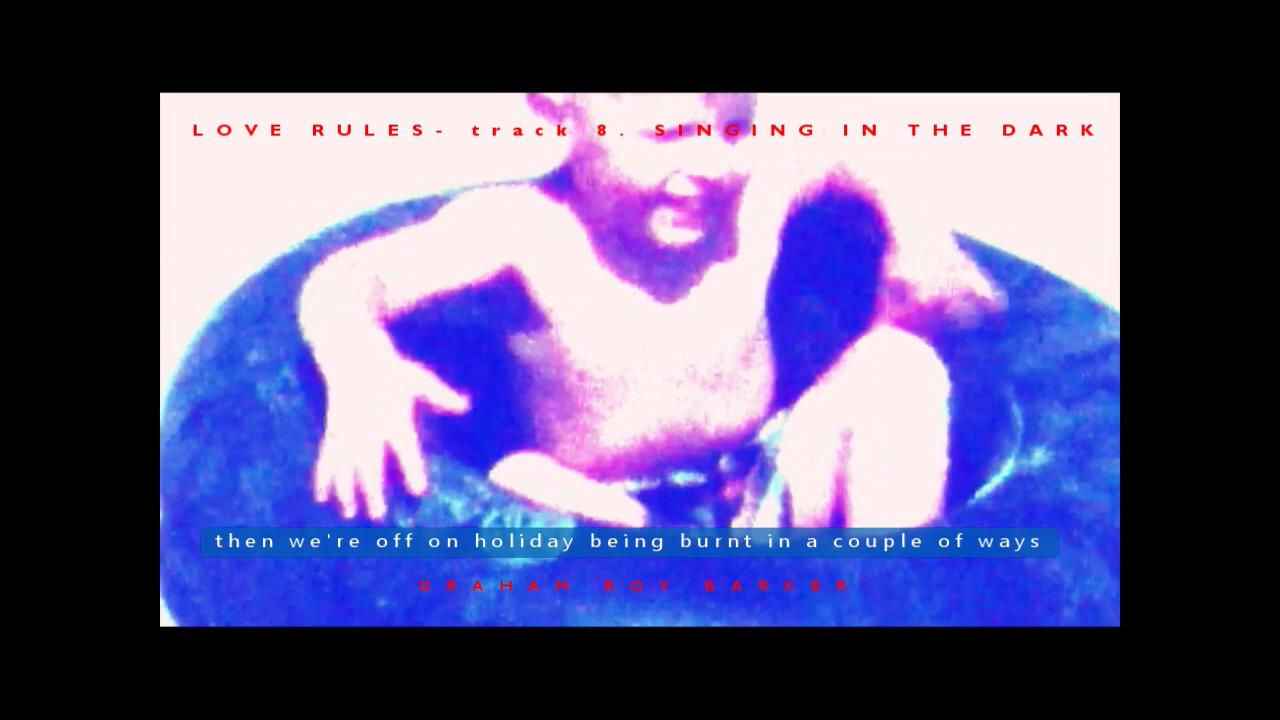 LOVE RULES- track 8. SINGING IN THE DARK
then we're off on holiday being burnt in a couple of ways
GRAHAM ROY BARKER